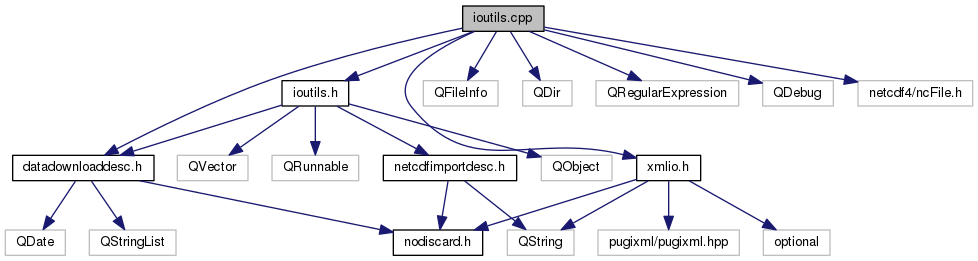 ioutils.cpp
ioutils.h
QFileInfo
QDir
QRegularExpression
QDebug
netcdf4/ncFile.h
datadownloaddesc.h
QVector
QRunnable
netcdfimportdesc.h
QObject
xmlio.h
QDate
QStringList
nodiscard.h
QString
pugixml/pugixml.hpp
optional